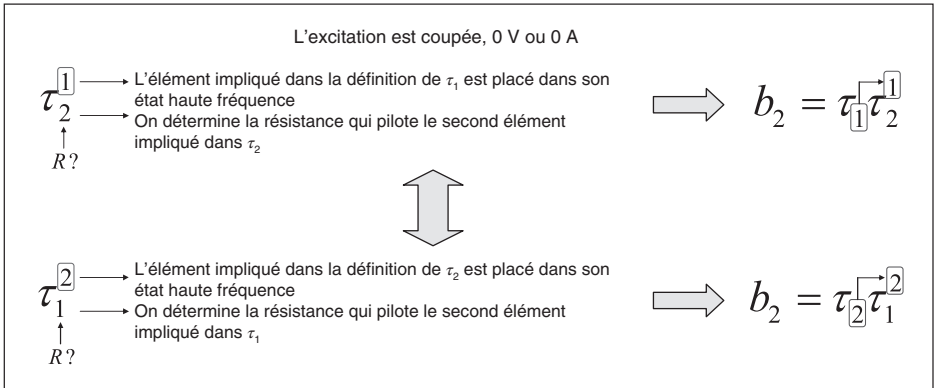 L'excitation est coupée, 0 V ou 0 A
τ₂¹
R?
L'élément impliqué dans la définition de τ₁ est placé dans son
état haute fréquence
On détermine la résistance qui pilote le second élément
impliqué dans τ₂
b₂ = τ₁τ₂¹
τ₁²
R?
L'élément impliqué dans la définition de τ₂ est placé dans son
état haute fréquence
On détermine la résistance qui pilote le second élément
impliqué dans τ₁
b₂ = τ₂τ₁²